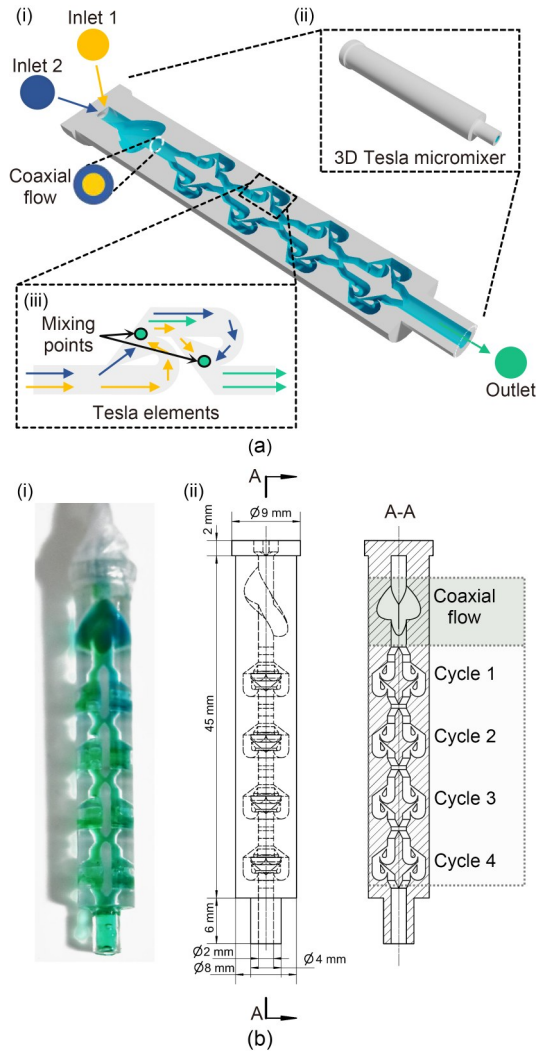 (i)
Inlet 1
Inlet 2
Coaxial
flow
(ii)
3D Tesla micromixer
(iii)
Mixing
points
Tesla elements
Outlet
(a)
(i)
(ii)
A
A-A
Ø9 mm
2 mm
45 mm
6 mm
Ø2 mm
Ø4 mm
Ø8 mm
A
Coaxial
flow
Cycle 1
Cycle 2
Cycle 3
Cycle 4
(b)